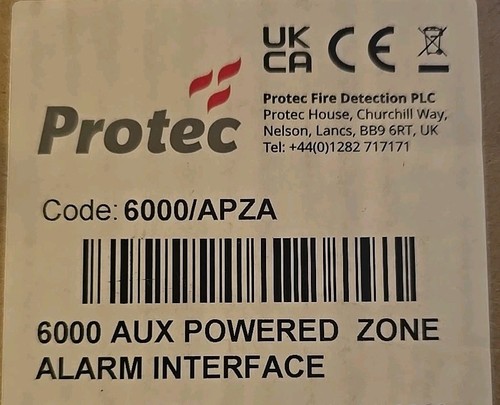 UK
CA CE
Protec
Protec Fire Detection PLC
Protec House, Churchill Way,
Nelson, Lancs, BB9 6RT, UK
Tel: +44(0)1282 717171
Code: 6000/APZA
6000 AUX POWERED ZONE
ALARM INTERFACE